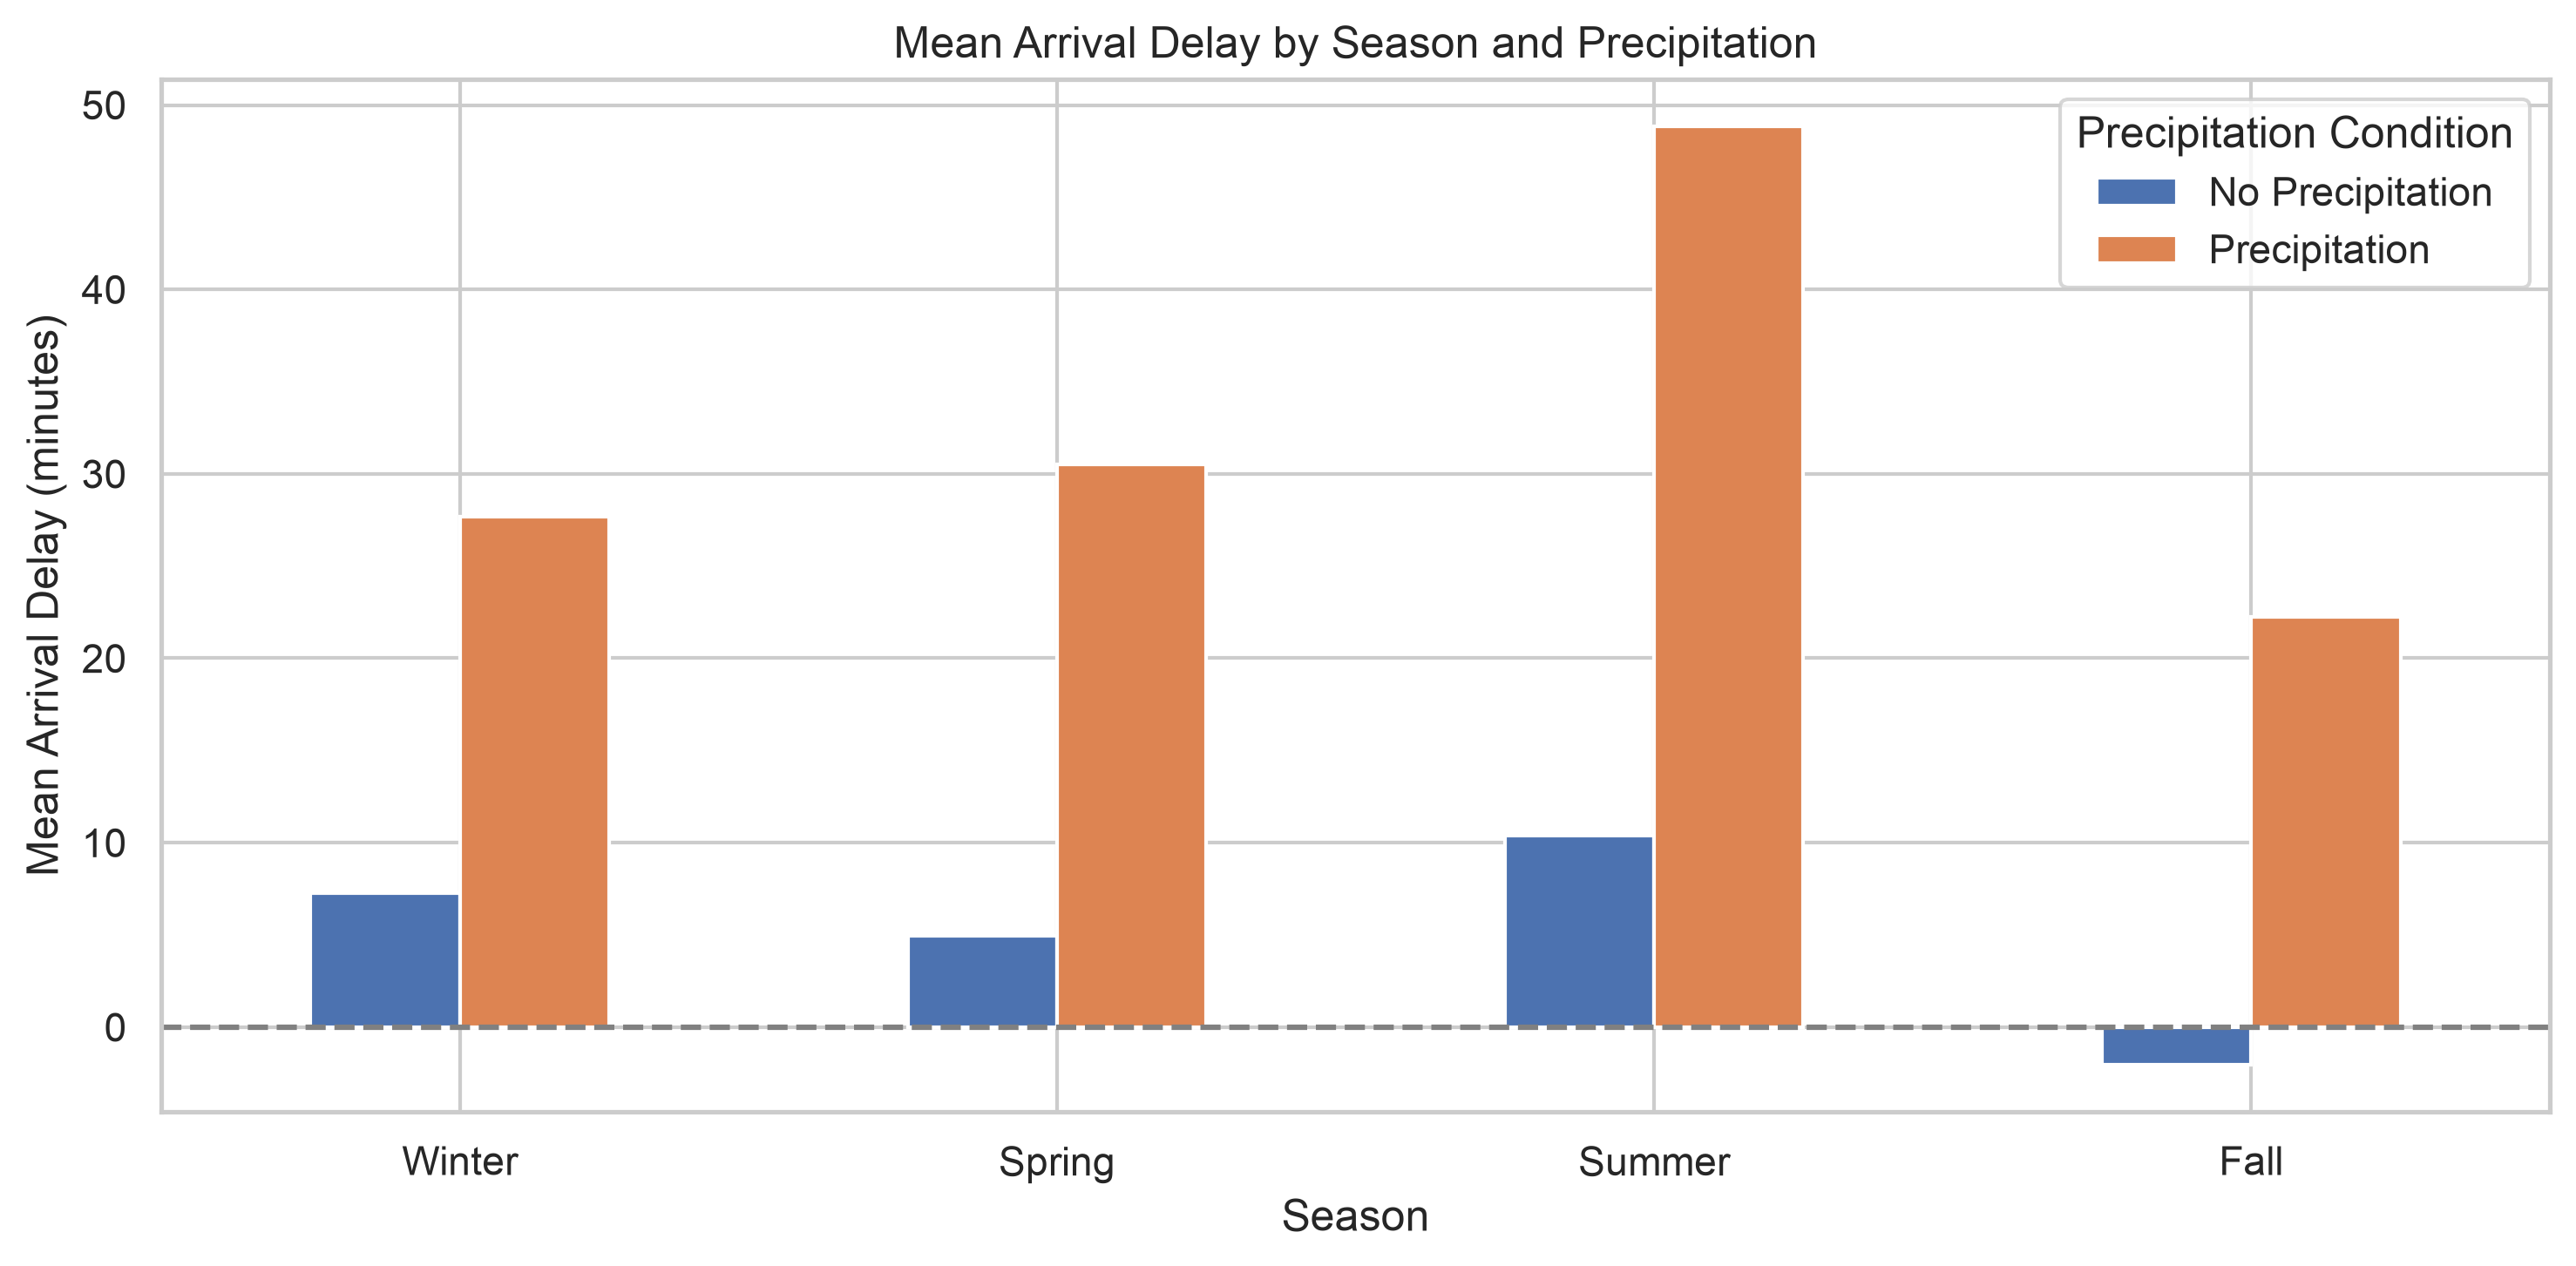 Mean Arrival Delay by Season and Precipitation
Mean Arrival Delay (minutes)
50
40
30
20
10
0
Precipitation Condition
No Precipitation
Precipitation
Winter
Spring
Summer
Fall
Season